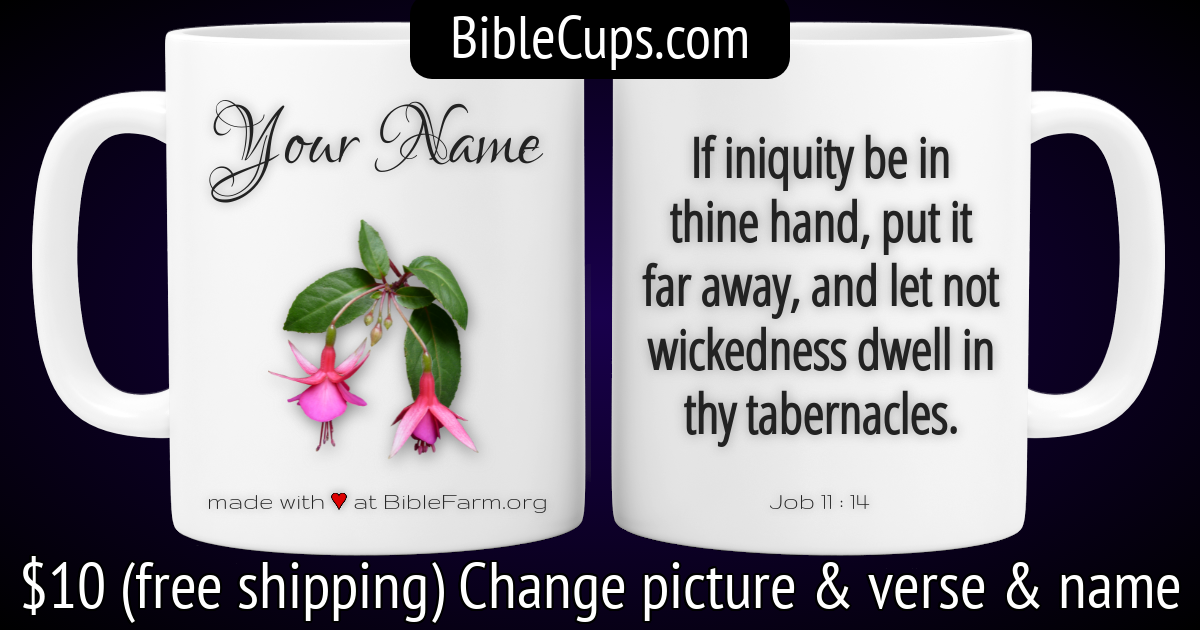 BibleCups.com
Your Name
made with ♥ at BibleFarm.org
If iniquity be in
thine hand, put it
far away, and let not
wickedness dwell in
thy tabernacles.
Job 11 : 14
$10 (free shipping) Change picture & verse & name